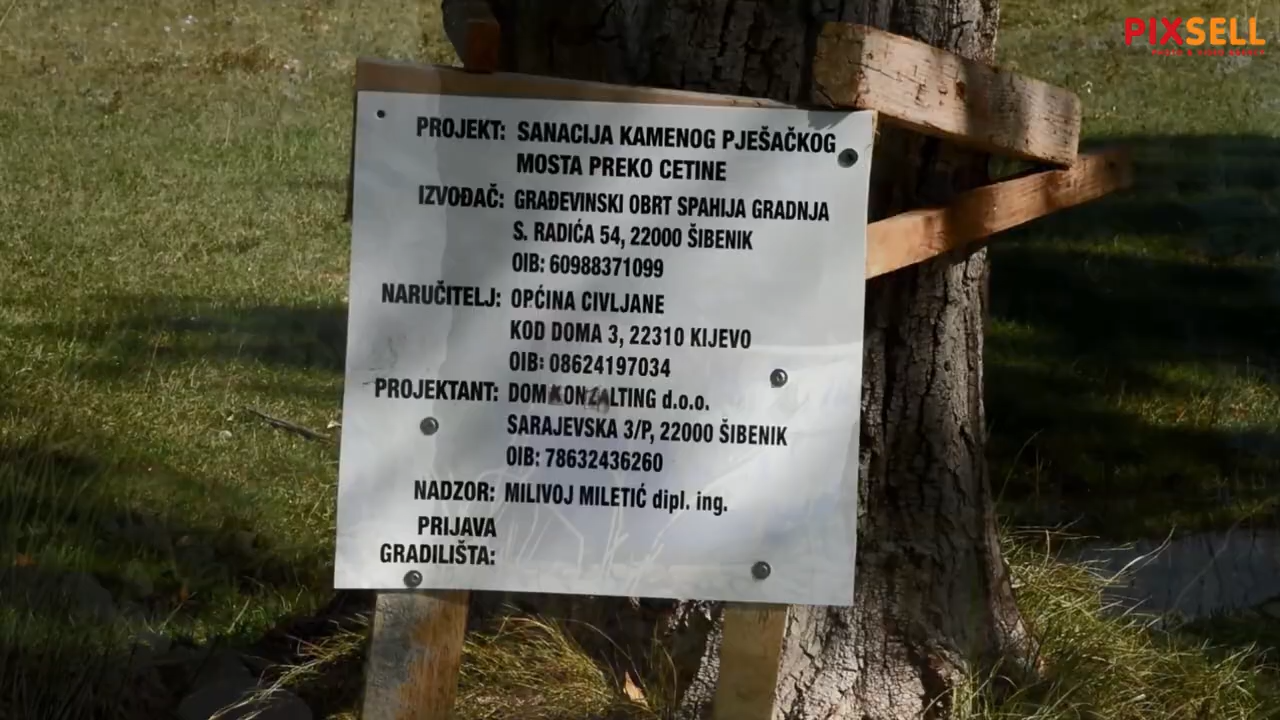 PIXSELL
PROJEKT: SANACIJA KAMENOG PJEŠAČKOG
MOSTA PREKO CETINE
IZVOĐAČ: GRAĐEVINSKI OBRT SPAHIJA GRADNJA
S. RADIĆA 54, 22000 ŠIBENIK
OIB: 60988371099
NARUČITELJ: OPĆINA CIVLJANE
KOD DOMA 3, 22310 KIJEVO
OIB: 08624197034
PROJEKTANT: DOMKONZALTING d.o.o.
SARAJEVSKA 3/P, 22000 ŠIBENIK
OIB: 78632436260
NADZOR: MILIVOJ MILETIĆ dipl. ing.
PRIJAVA
GRADILIŠTA: